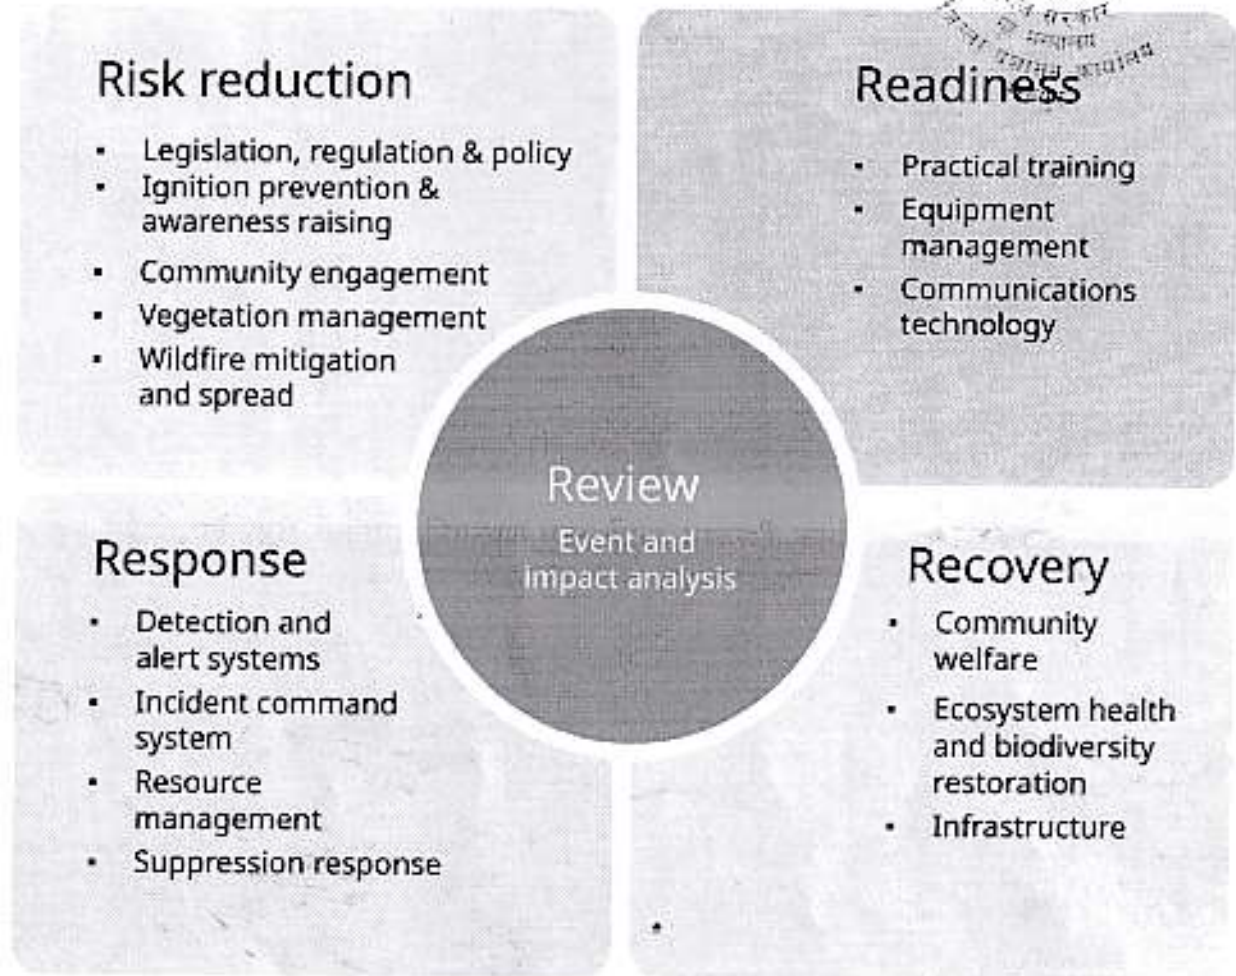 Risk reduction
▪ Legislation, regulation & policy
▪ Ignition prevention &
awareness raising
▪ Community engagement
▪ Vegetation management
▪ Wildfire mitigation
and spread
Readiness
▪ Practical training
▪ Equipment
management
▪ Communications
technology
Review
Event and
impact analysis
Response
▪ Detection and
alert systems
▪ Incident command
system
▪ Resource
management
▪ Suppression response
Recovery
▪ Community
welfare
▪ Ecosystem health
and biodiversity
restoration
▪ Infrastructure